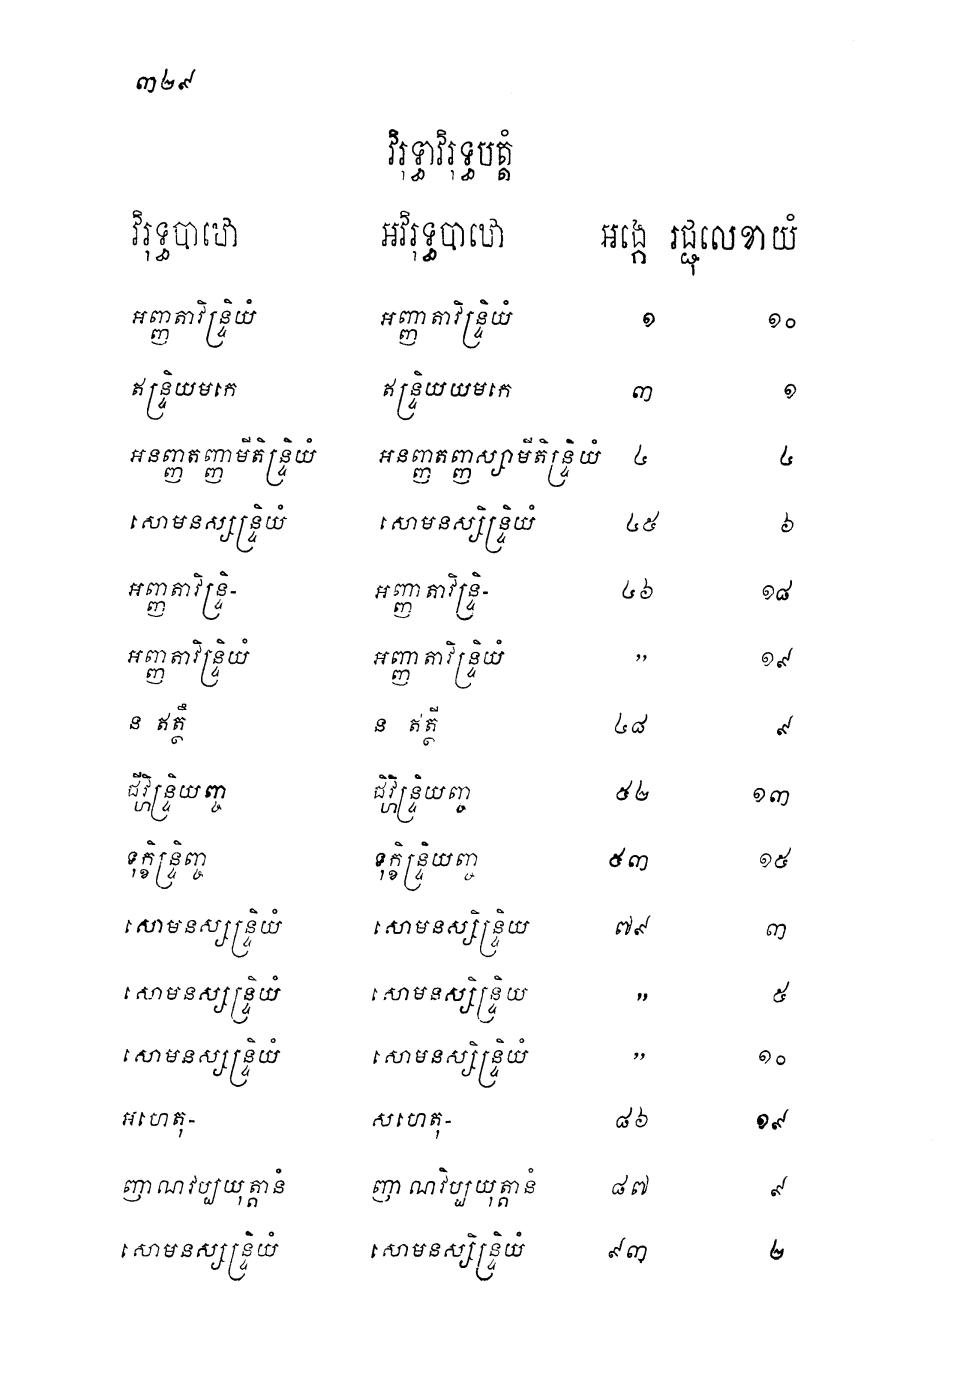 ៣២៩
វិរុទ្ធាវិរុទ្ធបត្តំ
វិរុទ្ធបាឋោ អវិរុទ្ធបាឋោ អង្កេ រជ្ជុលេខាយំ
អញ្ញតាវិន្ទ្រិយំ អញ្ញាតាវិន្ទ្រិយំ ១ ១០
ឥន្ទ្រិយមកេ ឥន្ទ្រិយយមកេ ៣ ១
អនញ្ញតញ្ញាមីតិន្ទ្រិយំ អនញ្ញតញ្ញស្សាមីតិន្ទ្រិយំ ៤ ៤
សោមនស្សន្ទ្រិយំ សោមនស្សិន្ទ្រិយំ ៤៥ ៦
អញ្ញតាវិន្ទ្រិ- អញ្ញាតាវិន្ទ្រិ- ៤៦ ១៨
អញ្ញតាវិន្ទ្រិយំ អញ្ញាតាវិន្ទ្រិយំ ” ១៩
ន ឥត្ថឺ ន ឥត្ថី ៤៨ ៩
ជីវិន្ទ្រិយញ្ច ជិវ្ហិន្ទ្រិយញ្ច ៥២ ១៣
ទុក្ខិន្ទ្រិញ្ច ទុក្ខិន្ទ្រិយញ្ច ៥៣ ១៥
សោមនស្សន្ទ្រិយំ សោមនស្សិន្ទ្រិយ ៧៩ ៣
សោមនស្សន្ទ្រិយំ សោមនស្សិន្ទ្រិយ ” ៥
សោមនស្សន្ទ្រិយំ សោមនស្សិន្ទ្រិយំ ” ១០
អហេតុ- សហេតុ- ៨៦ ១៩
ញាណវប្បយុត្តានំ ញាណវិប្បយុត្តានំ ៨៧ ៩
សោមនស្សន្ទ្រិយំ សោមនស្សិន្ទ្រិយំ ៩៣ ២